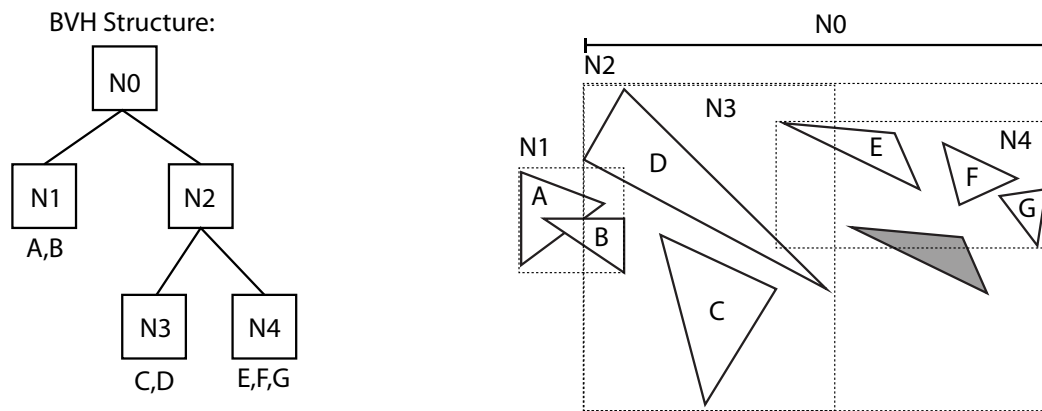 BVH Structure:
N0
N1
N2
A,B
N3
N4
C,D
E,F,G
N0
N2
N3
N1
N4
E
D
F
A
G
B
C